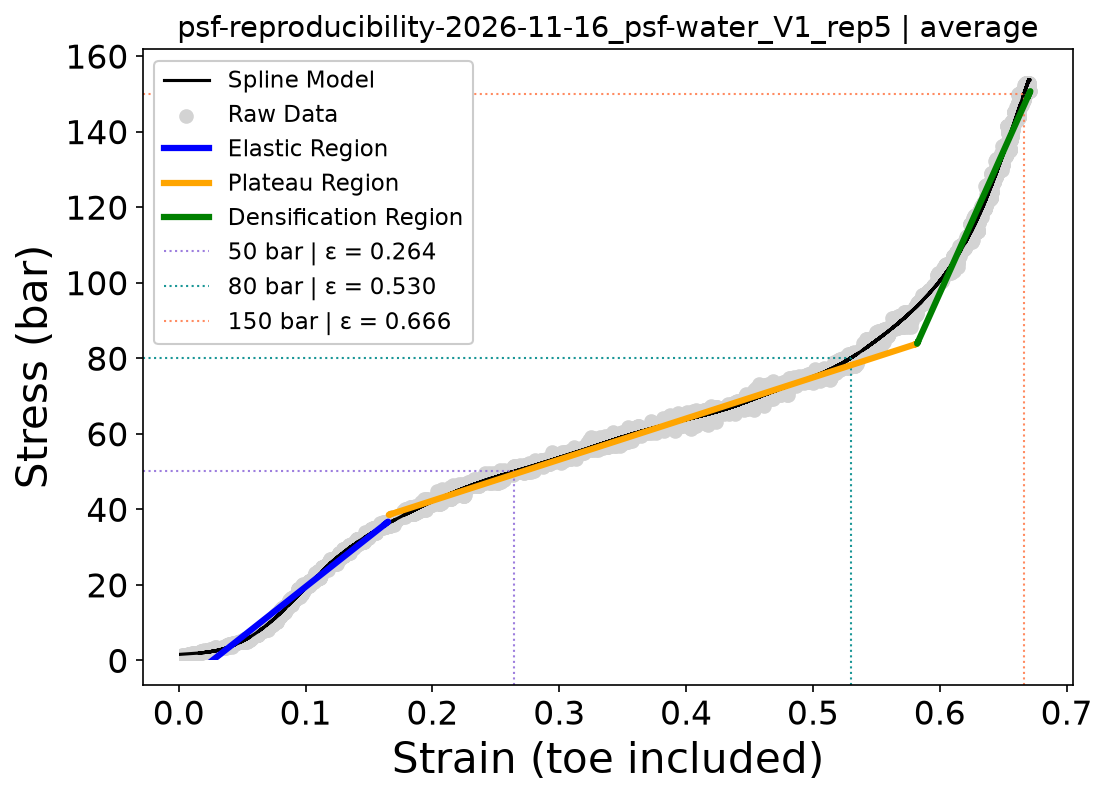 psf-reproducibility-2026-11-16_psf-water_V1_rep5 | average
Spline Model
Raw Data
Elastic Region
Plateau Region
Densification Region
50 bar | ε = 0.264
80 bar | ε = 0.530
150 bar | ε = 0.666
Stress (bar)
160
140
120
100
80
60
40
20
0
0.0 0.1 0.2 0.3 0.4 0.5 0.6 0.7
Strain (toe included)